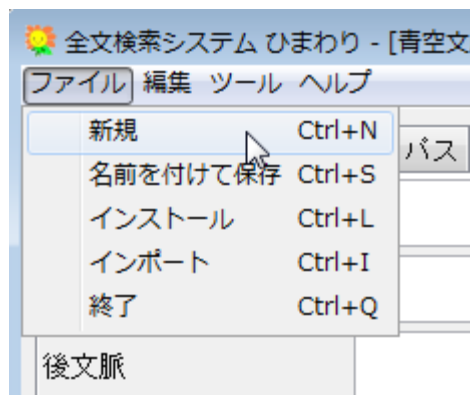 全文検索システム ひまわり - [青空文
ファイル 編集 ツール ヘルプ
新規 Ctrl+N
パス
名前を付けて保存 Ctrl+S
インストール Ctrl+L
インポート Ctrl+I
終了 Ctrl+Q
後文脈